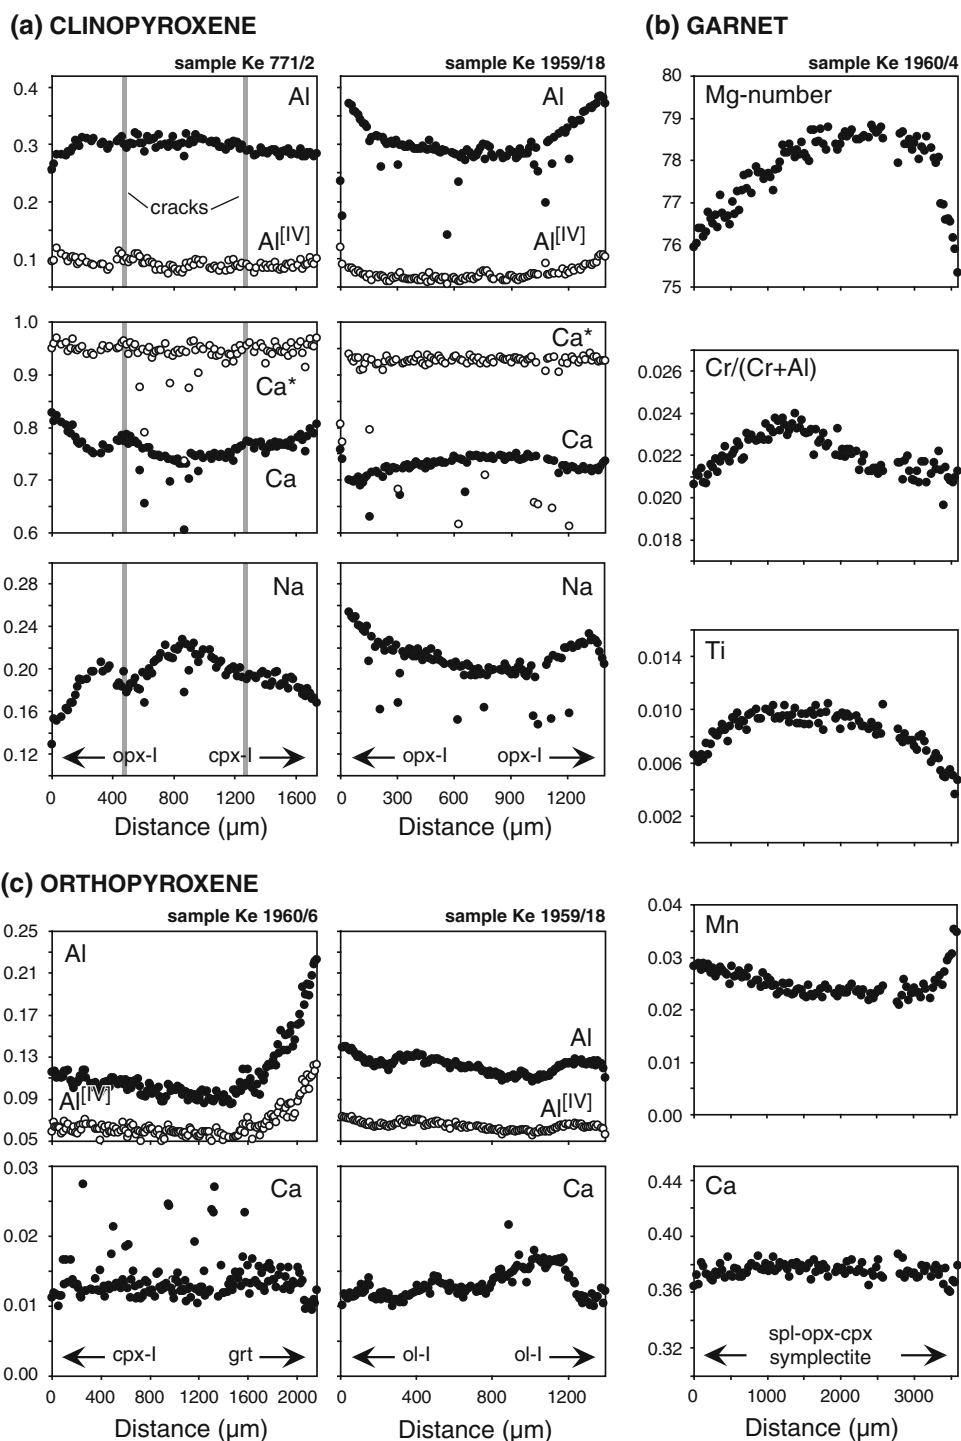 (a) CLINOPYROXENE
sample Ke 771/2
sample Ke 1959/18
0.4
0.3
0.2
0.1
Al
cracks
Al[IV]
Al
Al[IV]
1.0
0.9
0.8
0.7
0.6
Ca*
Ca
Ca*
Ca
0.28
0.24
0.20
0.16
0.12
Na
opx-I
cpx-I
Na
opx-I
opx-I
0
400
800
1200
1600
Distance (µm)
0
300
600
900
1200
Distance (µm)
(b) GARNET
sample Ke 1960/4
80
79
78
77
76
75
Mg-number
0.026
0.024
0.022
0.020
0.018
Cr/(Cr+Al)
0.014
0.010
0.006
0.002
Ti
0.04
0.03
0.02
0.01
0.00
Mn
0.44
0.40
0.36
0.32
Ca
spl-opx-cpx
symplectite
0
1000
2000
3000
Distance (µm)
(c) ORTHOPYROXENE
sample Ke 1960/6
sample Ke 1959/18
0.25
0.21
0.17
0.13
0.09
0.05
Al
Al[IV]
Al
Al[IV]
0.03
0.02
0.01
0.00
Ca
cpx-I
grt
Ca
ol-I
ol-I
0
400
800
1200
1600
2000
Distance (µm)
0
400
800
1200
Distance (µm)